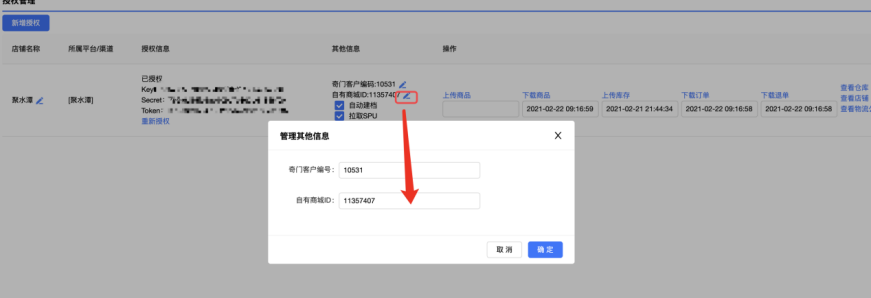 授权管理
新增授权
店铺名称 所属平台/渠道 授权信息 其他信息 操作
聚水潭 [聚水潭]
已授权
Key:
Secret:
Token:
重新授权
奇门客户编码:10531
自有商城ID:11357407
自动建档
拉取SPU
上传商品 下载商品 上传库存 下载订单 下载退单
2021-02-22 09:16:59 2021-02-21 21:44:34 2021-02-22 09:16:58 2021-02-22 09:16:58
查看仓库
查看店铺
查看物流
管理其他信息 X
奇门客户编号: 10531
自有商城ID: 11357407
取消 确定